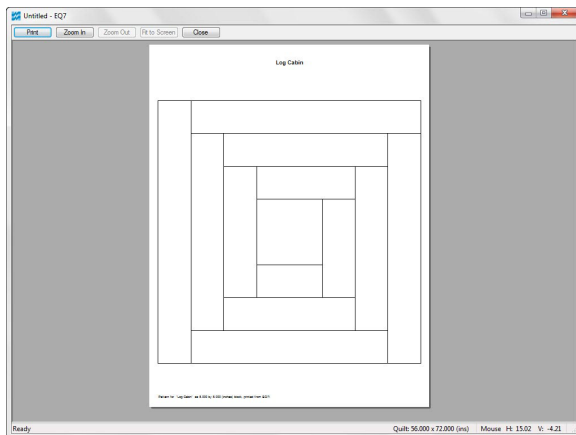 Untitled - EQ7
Print Zoom In Zoom Out Fit to Screen Close
Log Cabin
Ready Quilt: 56.000 x 72.000 (ins) Mouse H: 15.02 V: -4.21